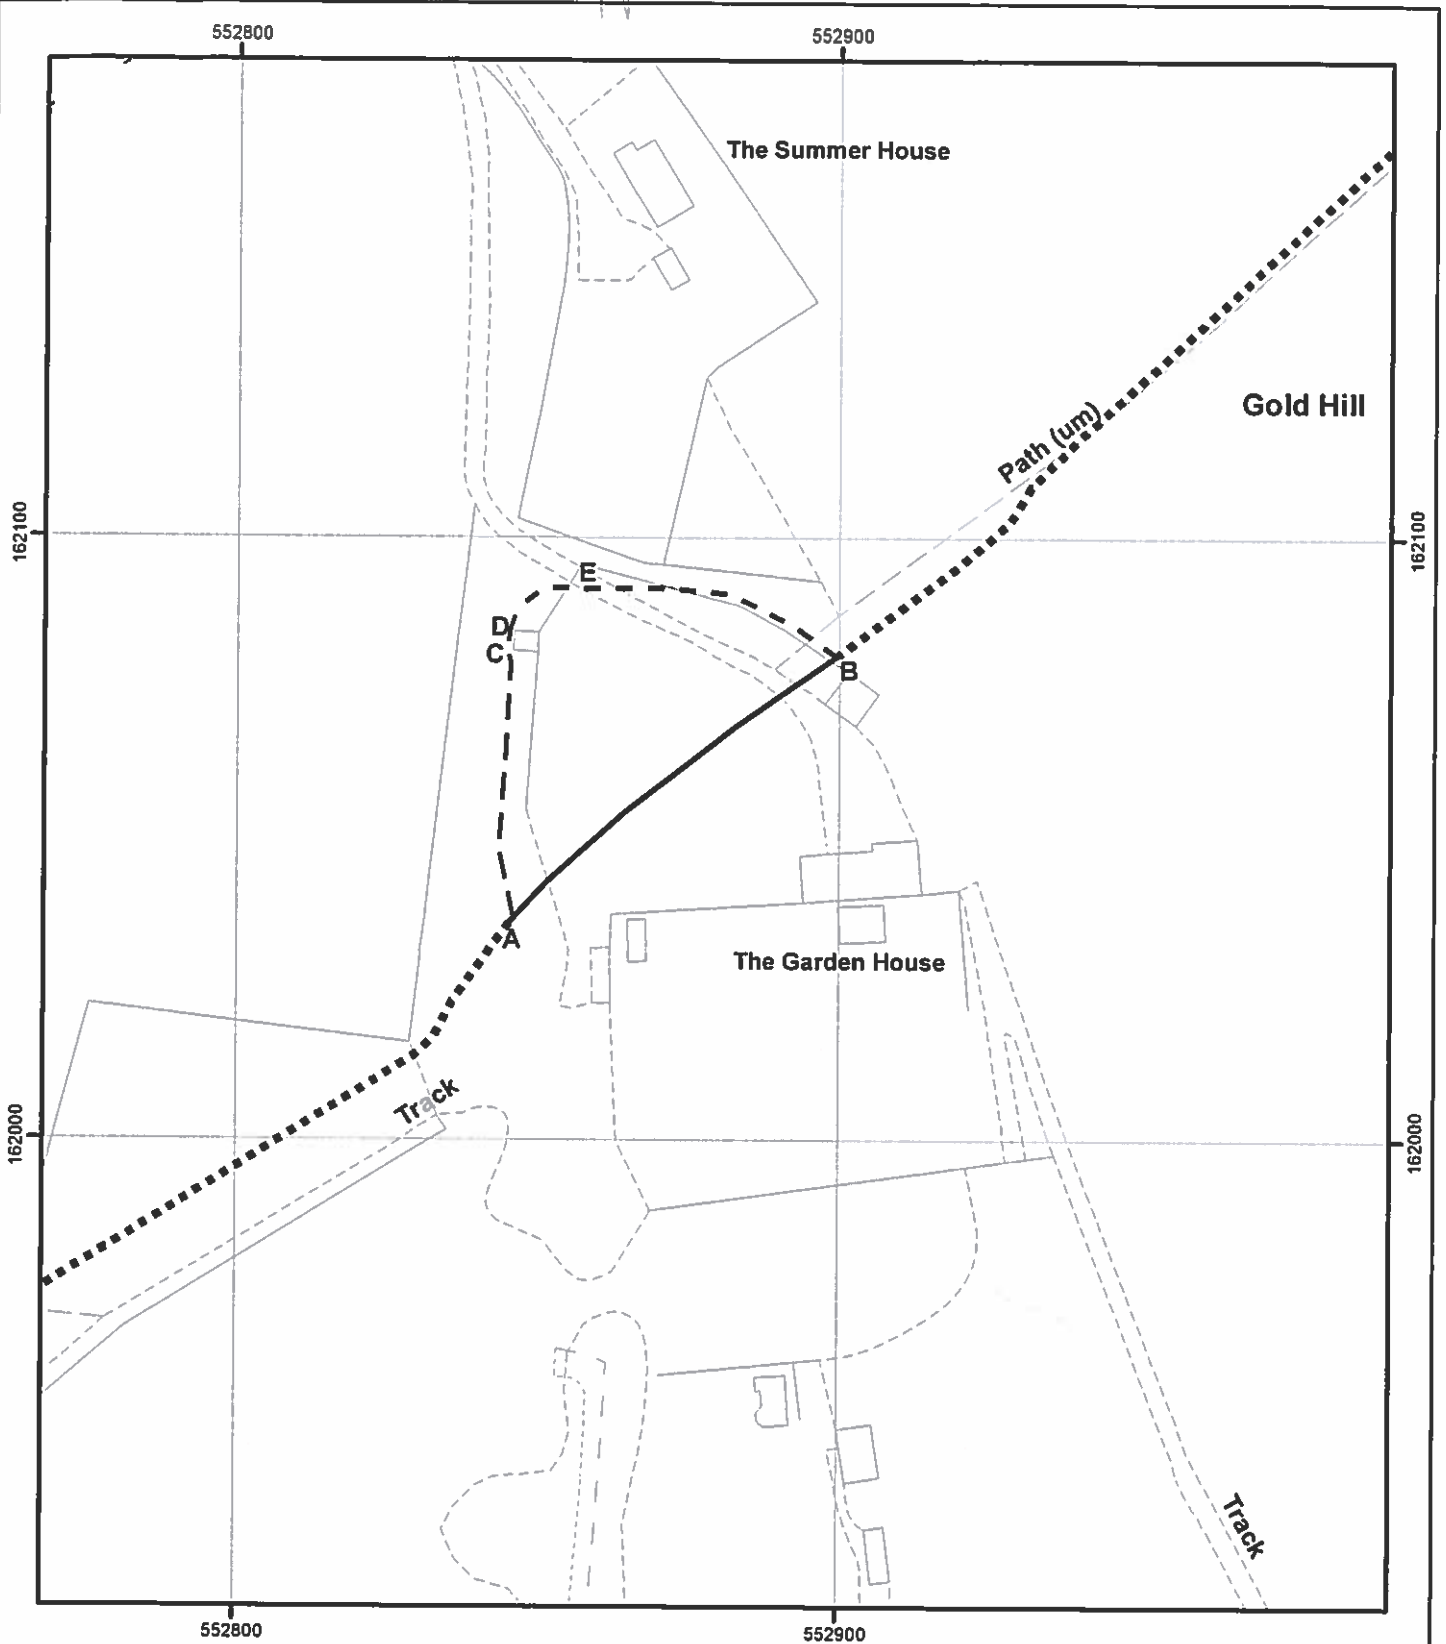 552800
552900
The Summer House
Gold Hill
Path (um)
162100
162100
E
D
C
B
A
The Garden House
Track
162000
162000
Track
552800
552900